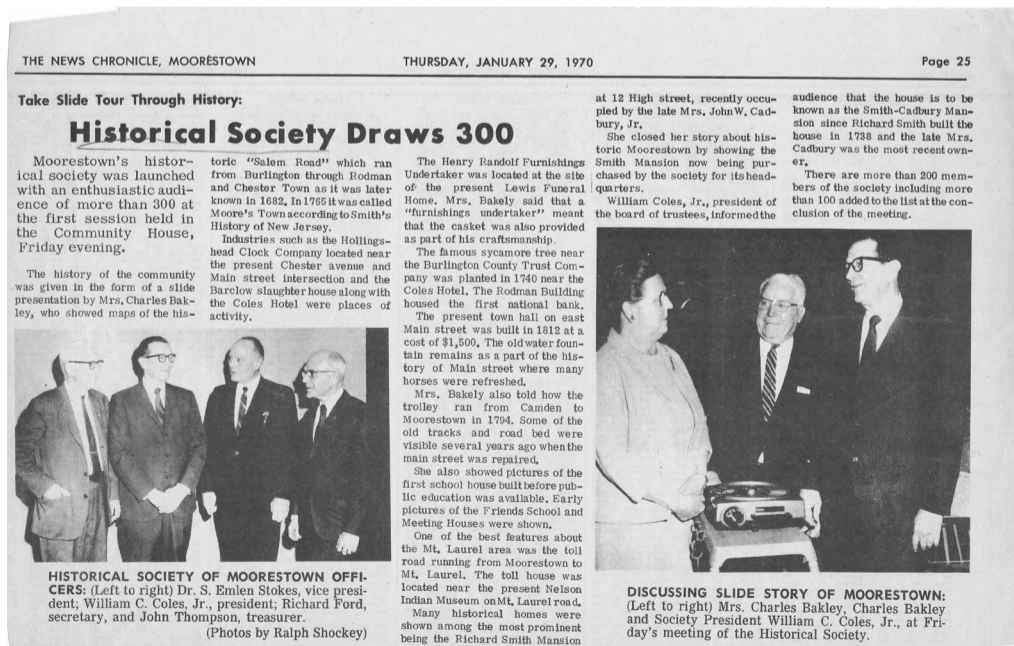 THE NEWS CHRONICLE, MOORESTOWN
THURSDAY, JANUARY 29, 1970
Page 25
Take Slide Tour Through History:
Historical Society Draws 300
Moorestown's histor-
ical society was launched
with an enthusiastic audi-
ence of more than 300 at
the first session held in
the Community House,
Friday evening.
The history of the community
was given in the form of a slide
presentation by Mrs. Charles Bak-
ley, who showed maps of the his-
toric "Salem Road" which ran
from Burlington through Rodman
and Chester Town as it was later
known in 1682. In 1765 it was called
Moore's Town according to Smith's
History of New Jersey.
Industries such as the Hollings-
head Clock Company located near
the present Chester avenue and
Main street intersection and the
Barclow slaughter house along with
the Coles Hotel were places of
activity.
The Henry Randolf Furnishings
Undertaker was located at the site
of the present Lewis Funeral
Home. Mrs. Bakely said that a
"furnishings undertaker" meant
that the casket was also provided
as part of his craftsmanship.
The famous sycamore tree near
the Burlington County Trust Com-
pany was planted in 1740 near the
Coles Hotel. The Rodman Building
housed the first national bank.
The present town hall on east
Main street was built in 1812 at a
cost of $1,500. The old water foun-
tain remains as a part of the his-
tory of Main street where many
horses were refreshed.
Mrs. Bakely also told how the
trolley ran from Camden to
Moorestown in 1794. Some of the
old tracks and road bed were
visible several years ago when the
main street was repaired.
She also showed pictures of the
first school house built before pub-
lic education was available. Early
pictures of the Friends School and
Meeting Houses were shown.
One of the best features about
the Mt. Laurel area was the toll
road running from Moorestown to
Mt. Laurel. The toll house was
located near the present Nelson
Indian Museum on Mt. Laurel road.
Many historical homes were
shown among the most prominent
being the Richard Smith Mansion
at 12 High street, recently occu-
pied by the late Mrs. John W. Cad-
bury, Jr.
She closed her story about his-
toric Moorestown by showing the
Smith Mansion now being pur-
chased by the society for its head-
quarters.
William Coles, Jr., president of
the board of trustees, informed the
audience that the house is to be
known as the Smith-Cadbury Man-
sion since Richard Smith built the
house in 1738 and the late Mrs.
Cadbury was the most recent own-
er.
There are more than 200 mem-
bers of the society including more
than 100 added to the list at the con-
clusion of the meeting.
HISTORICAL SOCIETY OF MOORESTOWN OFFI-
CERS: (Left to right) Dr. S. Emlen Stokes, vice presi-
dent; William C. Coles, Jr., president; Richard Ford,
secretary, and John Thompson, treasurer.
(Photos by Ralph Shockey)
DISCUSSING SLIDE STORY OF MOORESTOWN:
(Left to right) Mrs. Charles Bakley, Charles Bakley
and Society President William C. Coles, Jr., at Fri-
day's meeting of the Historical Society.